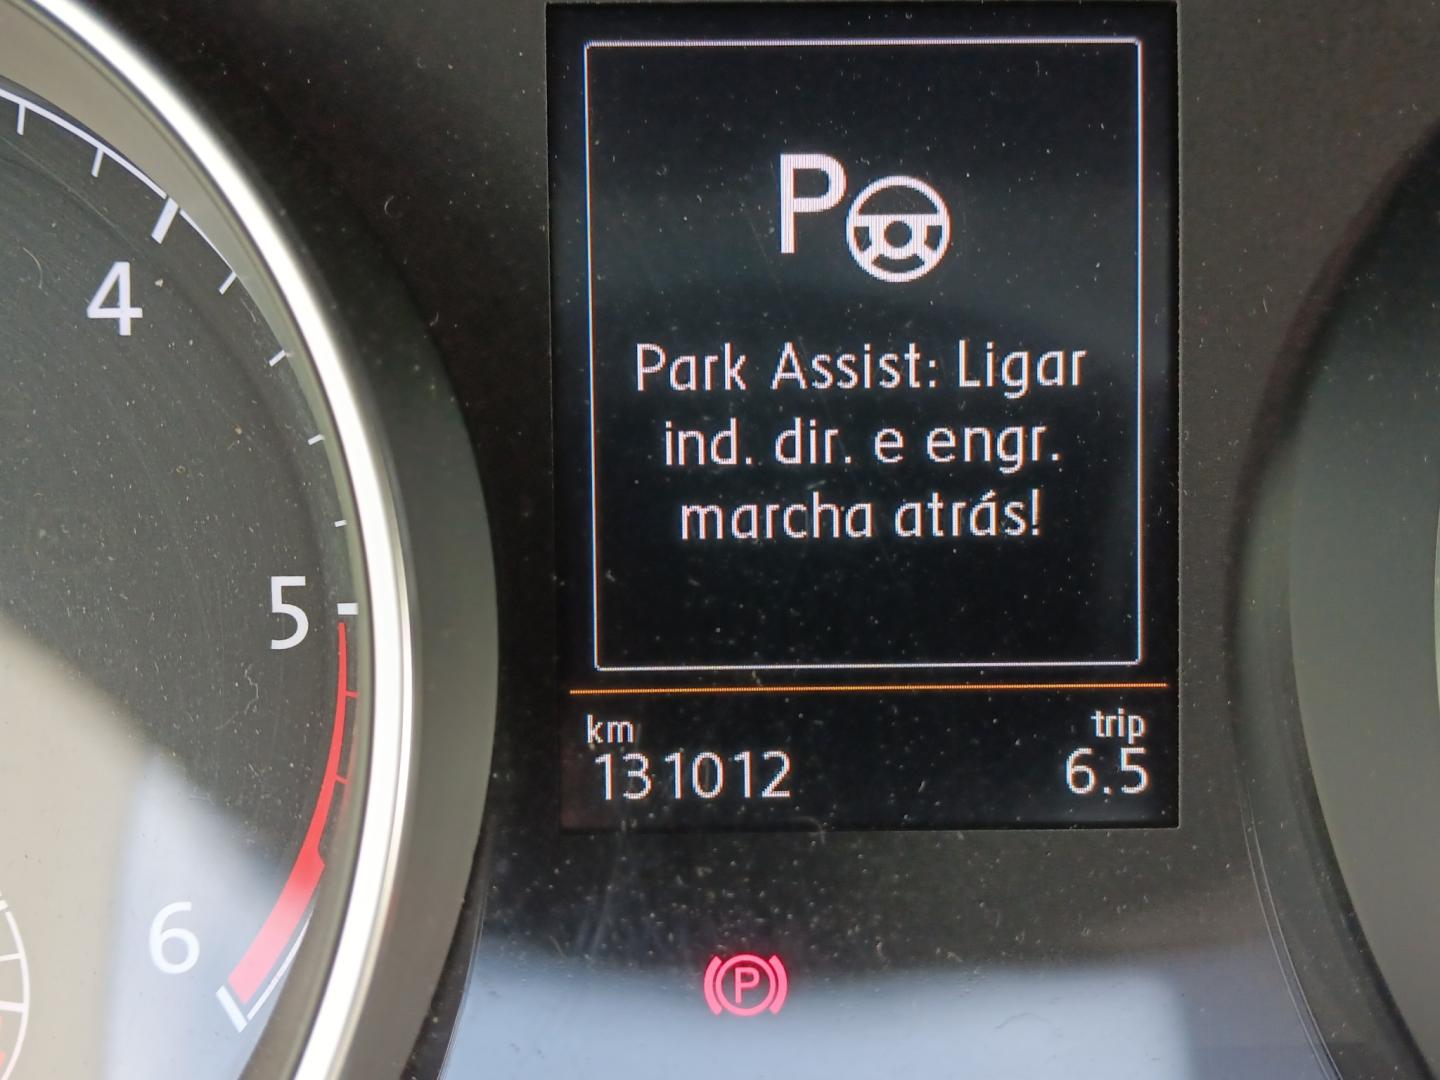 4
5
6
P
Park Assist: Ligar
ind. dir. e engr.
marcha atrás!
km
trip
131012
6.5
P